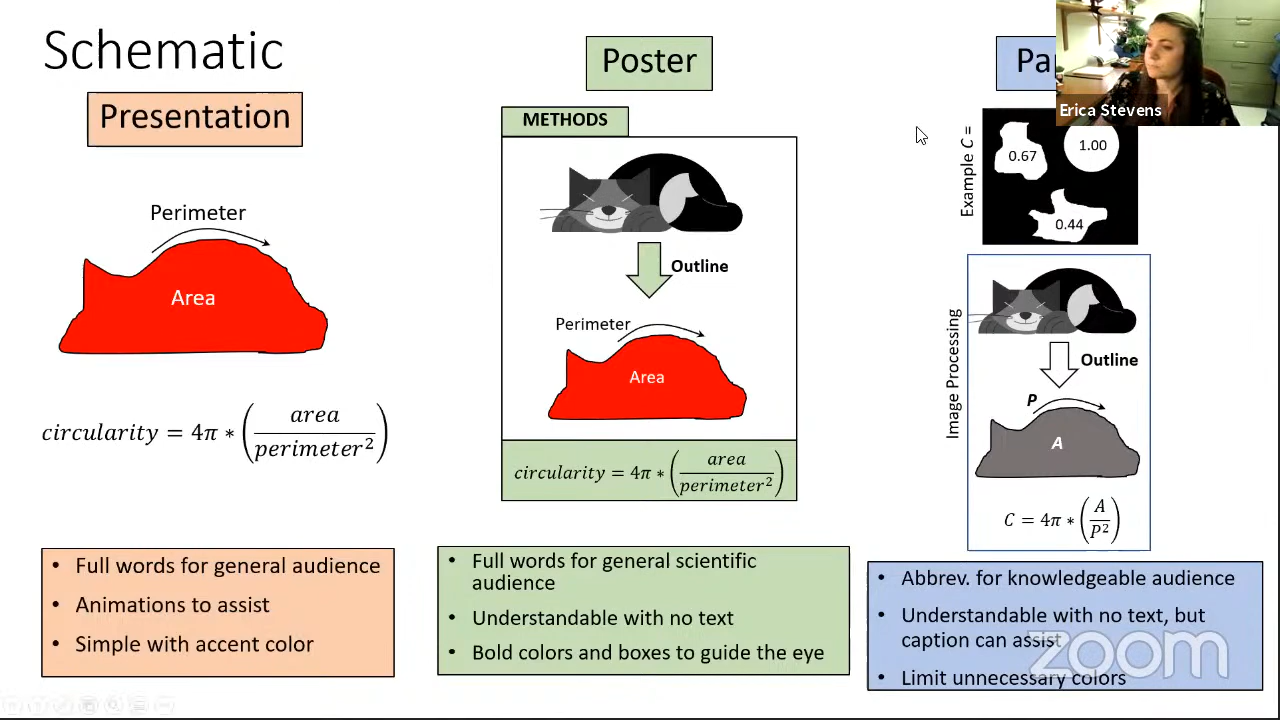 Schematic
Presentation
Perimeter
Area
circularity = 4π * (area / perimeter²)
• Full words for general audience
• Animations to assist
• Simple with accent color
Poster
METHODS
Outline
Perimeter
Area
circularity = 4π * (area / perimeter²)
• Full words for general scientific
audience
• Understandable with no text
• Bold colors and boxes to guide the eye
Erica Stevens
Example C =
0.67
1.00
0.44
Image Processing
Outline
P
A
C = 4π * (A / P²)
• Abbrev. for knowledgeable audience
• Understandable with no text, but
caption can assist
• Limit unnecessary colors
zoom